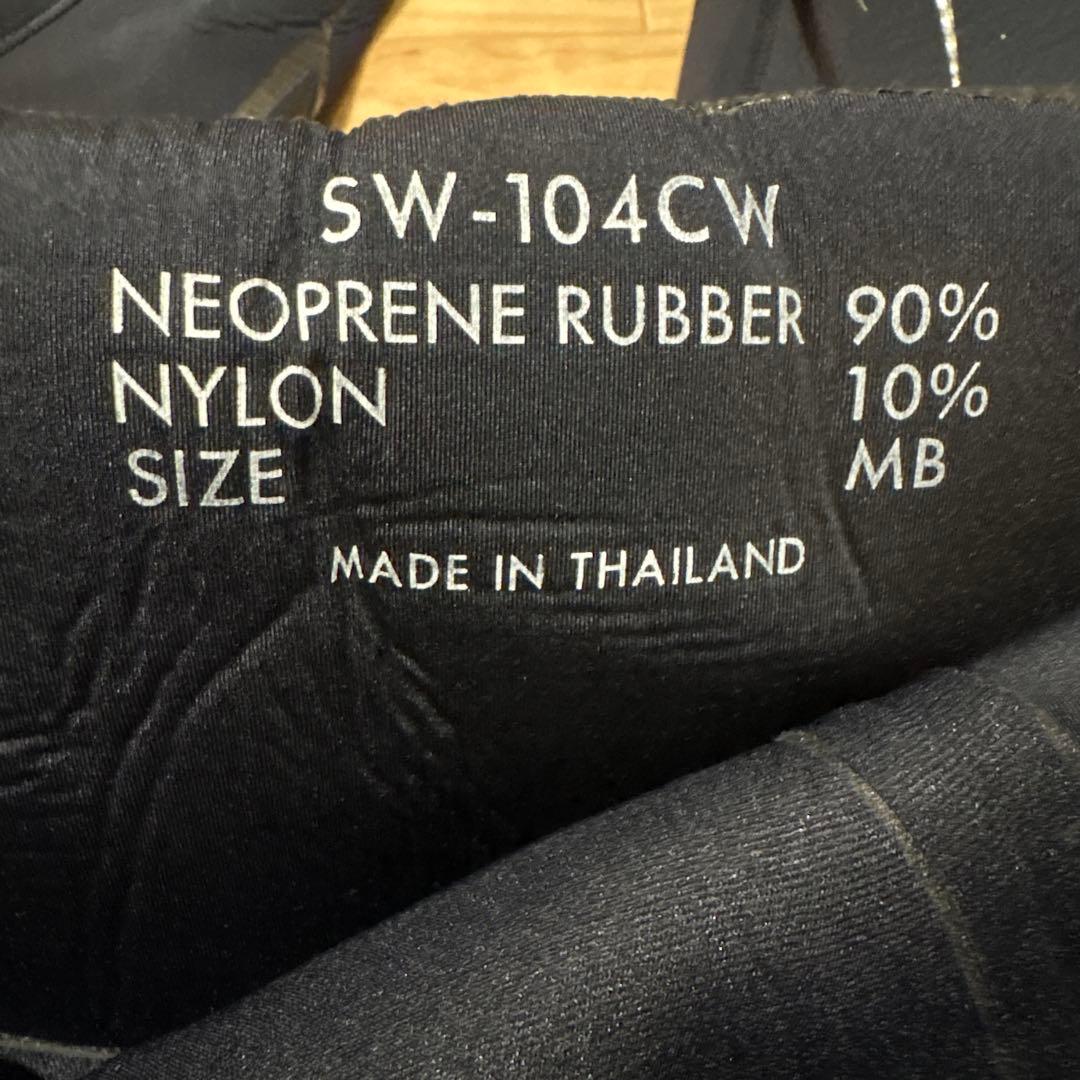 SW-104CW
NEOPRENE RUBBER 90%
NYLON 10%
SIZE MB
MADE IN THAILAND